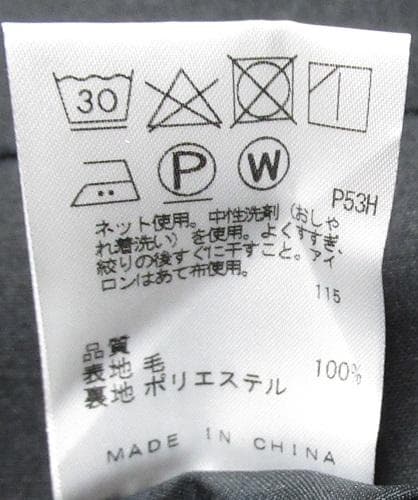 30
P W
P53H
ネット使用。中性洗剤（おしゃ
れ着洗い）を使用。よくすすぎ、
絞りの後すぐに干すこと。アイ
ロンはあて布使用。
115
品質
表地 毛 100%
裏地 ポリエステル
MADE IN CHINA